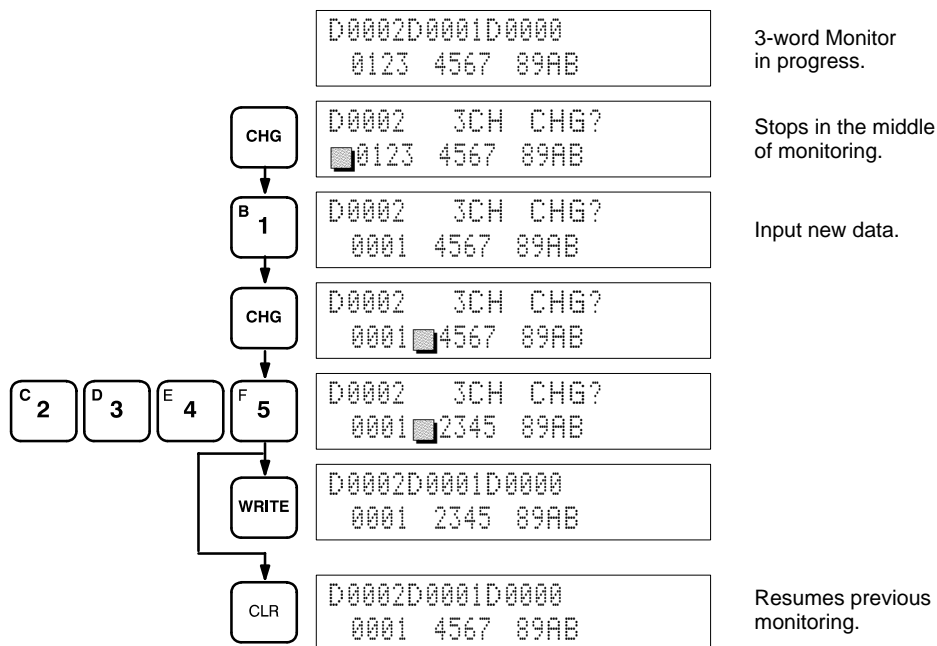 D0002D0001D0000
0123 4567 89AB
3-word Monitor
in progress.
CHG
D0002 3CH CHG?
0123 4567 89AB
Stops in the middle
of monitoring.
B 1
D0002 3CH CHG?
0001 4567 89AB
Input new data.
CHG
D0002 3CH CHG?
0001 4567 89AB
C 2 D 3 E 4 F 5
D0002 3CH CHG?
0001 2345 89AB
WRITE
D0002D0001D0000
0001 2345 89AB
CLR
D0002D0001D0000
0001 4567 89AB
Resumes previous
monitoring.